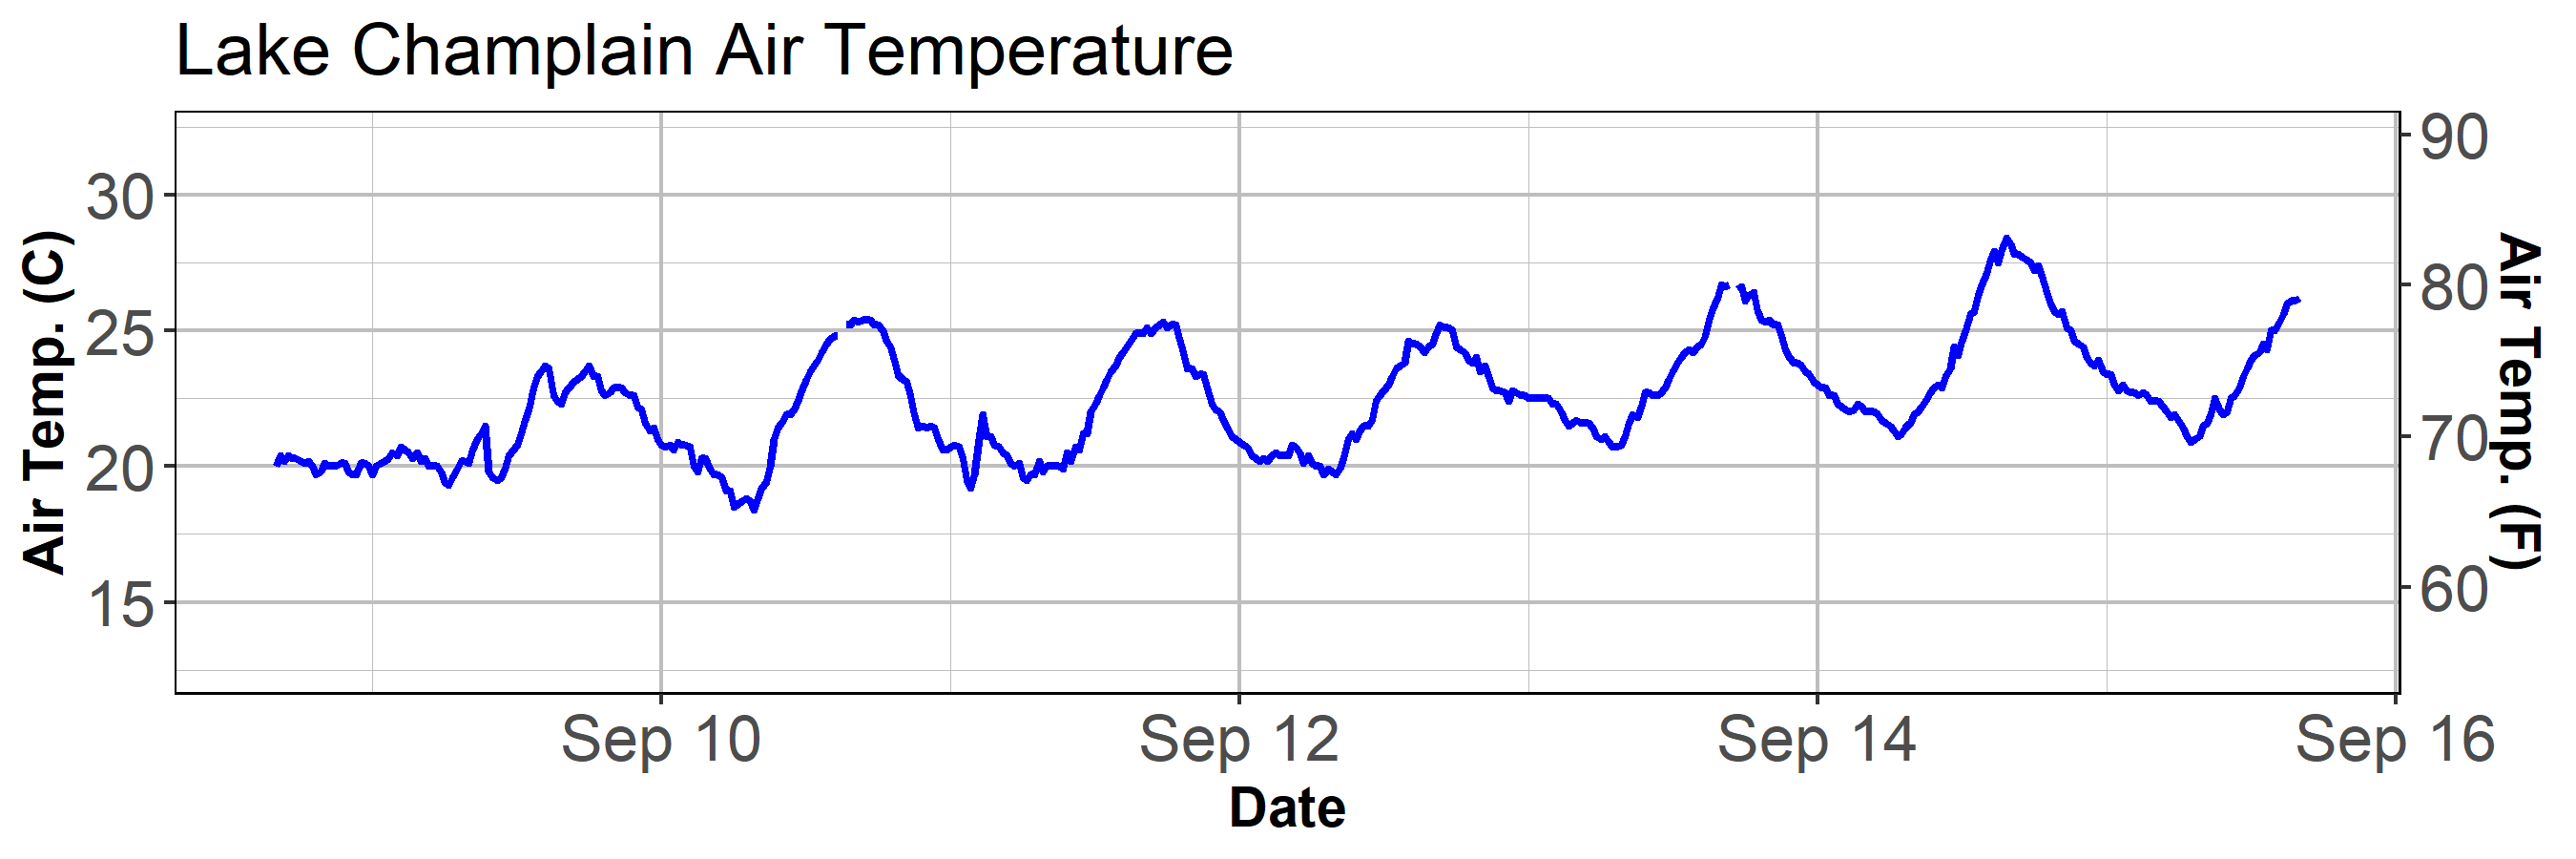 Lake Champlain Air Temperature
Air Temp. (C)
30
25
20
15
90
80
70
60
Air Temp. (F)
Sep 10
Sep 12
Sep 14
Sep 16
Date